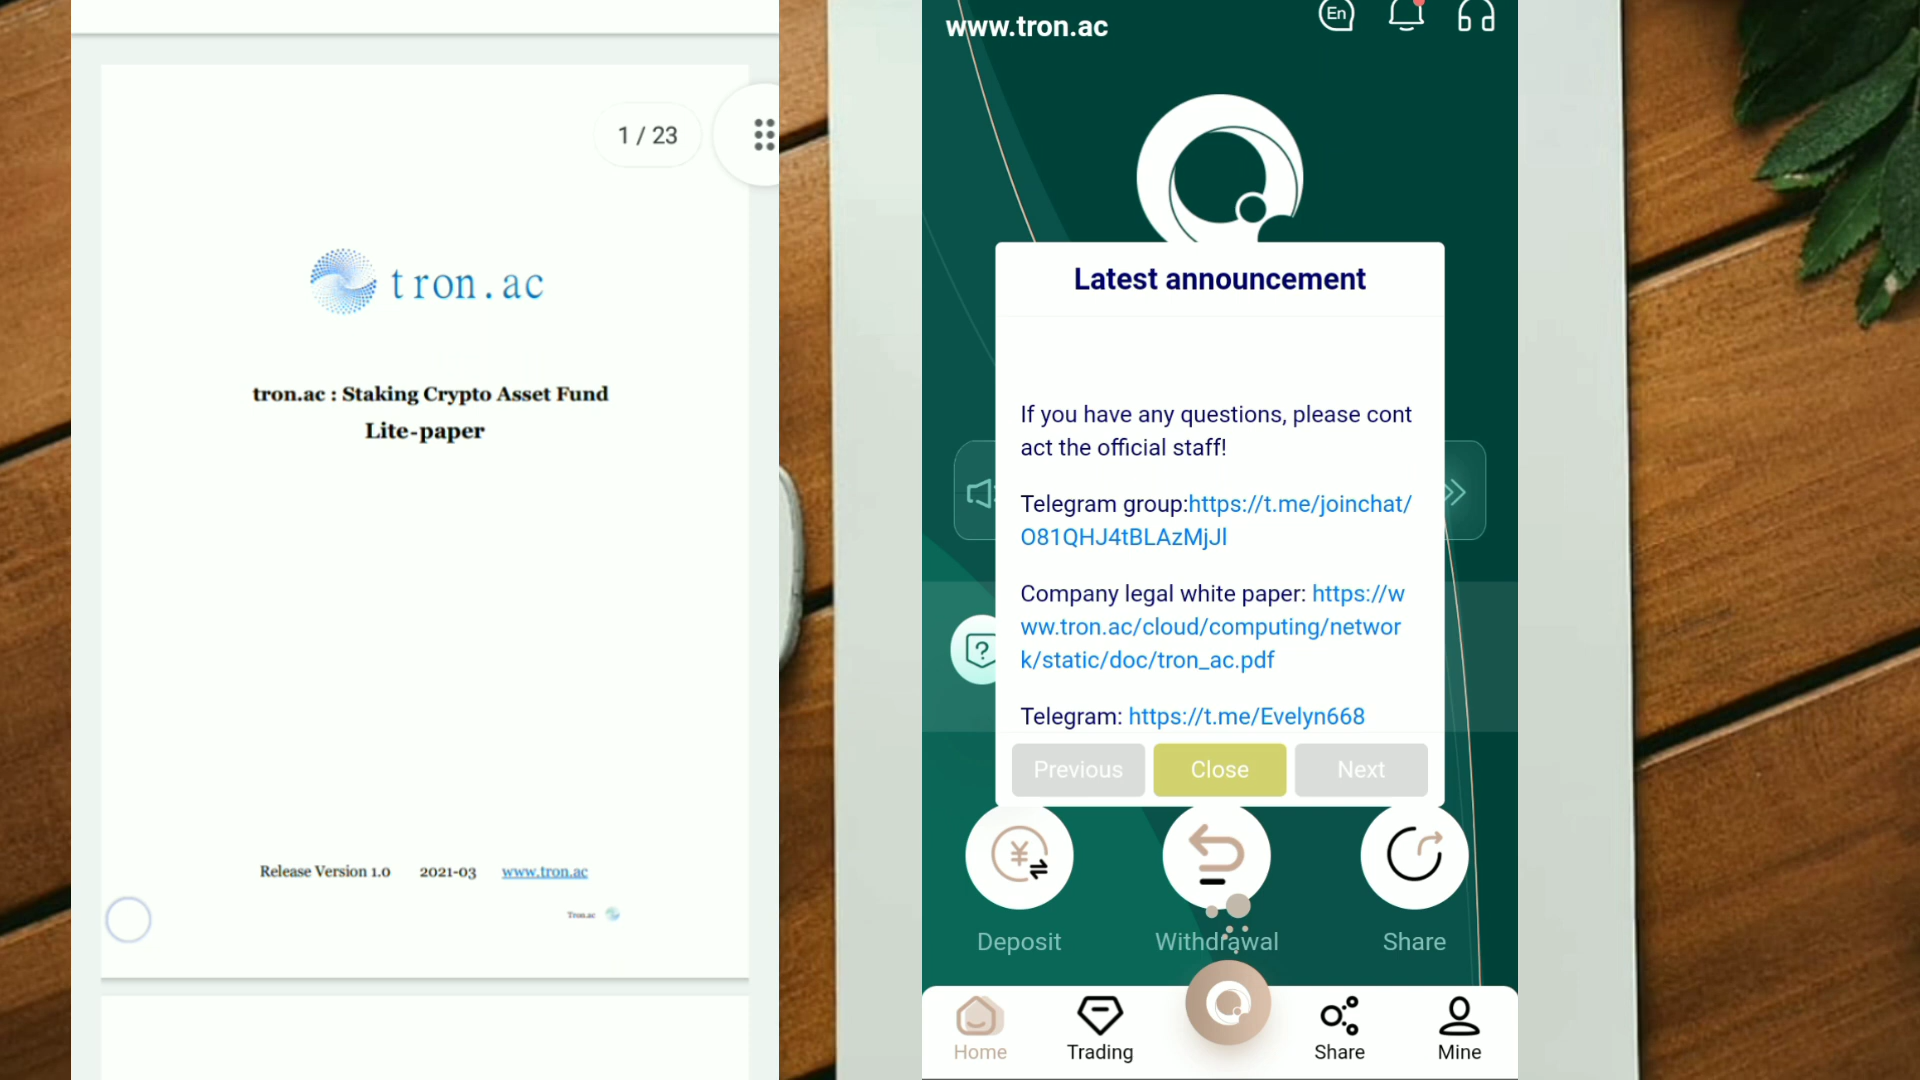 1 / 23
tron.ac
tron.ac : Staking Crypto Asset Fund
Lite-paper
Release Version 1.0 2021-03 www.tron.ac
Tron.ac
www.tron.ac
En
Latest announcement
If you have any questions, please cont
act the official staff!
Telegram group:https://t.me/joinchat/
O81QHJ4tBLAzMjJl
Company legal white paper: https://w
ww.tron.ac/cloud/computing/networ
k/static/doc/tron_ac.pdf
Telegram: https://t.me/Evelyn668
Previous Close Next
Deposit Withdrawal Share
Home Trading Share Mine